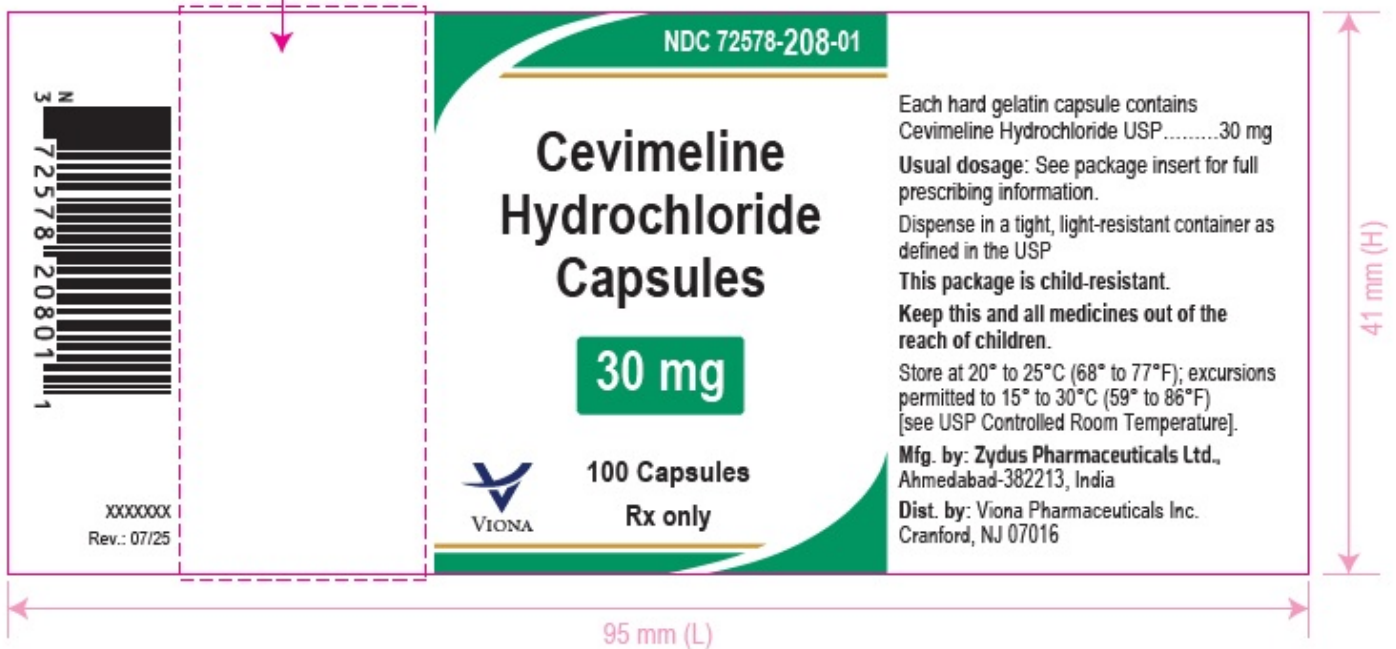 N
3 72578 20801 1
XXXXXXX
Rev.: 07/25
NDC 72578-208-01
Cevimeline
Hydrochloride
Capsules
30 mg
VIONA
100 Capsules
Rx only
Each hard gelatin capsule contains
Cevimeline Hydrochloride USP.........30 mg
Usual dosage: See package insert for full
prescribing information.
Dispense in a tight, light-resistant container as
defined in the USP
This package is child-resistant.
Keep this and all medicines out of the
reach of children.
Store at 20° to 25°C (68° to 77°F); excursions
permitted to 15° to 30°C (59° to 86°F)
[see USP Controlled Room Temperature].
Mfg. by: Zydus Pharmaceuticals Ltd.,
Ahmedabad-382213, India
Dist. by: Viona Pharmaceuticals Inc.
Cranford, NJ 07016
41 mm (H)
95 mm (L)